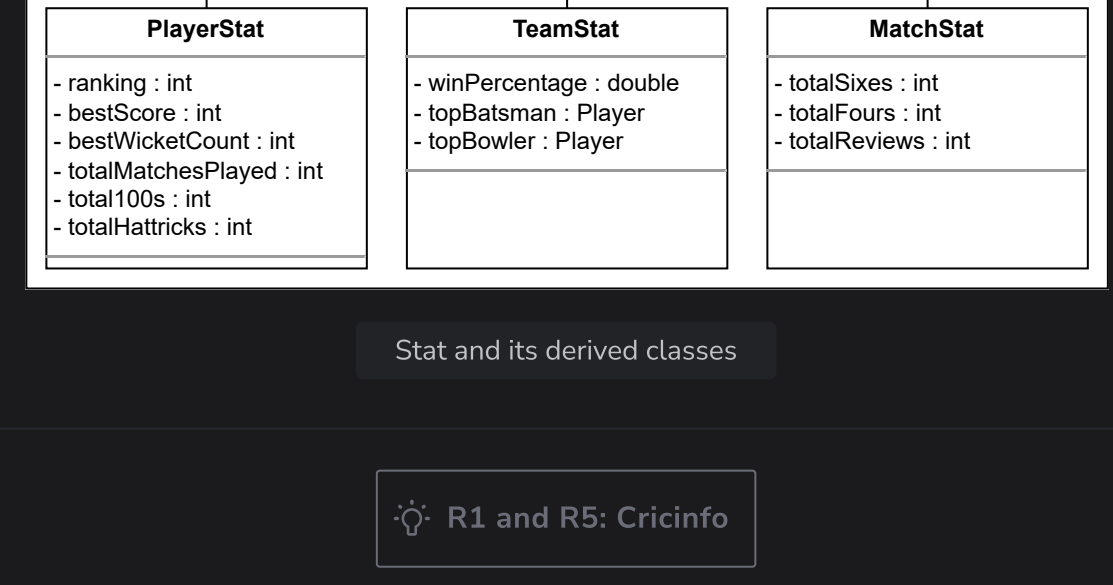 PlayerStat
- ranking : int
- bestScore : int
- bestWicketCount : int
- totalMatchesPlayed : int
- total100s : int
- totalHattricks : int
TeamStat
- winPercentage : double
- topBatsman : Player
- topBowler : Player
MatchStat
- totalSixes : int
- totalFours : int
- totalReviews : int
Stat and its derived classes
R1 and R5: Cricinfo